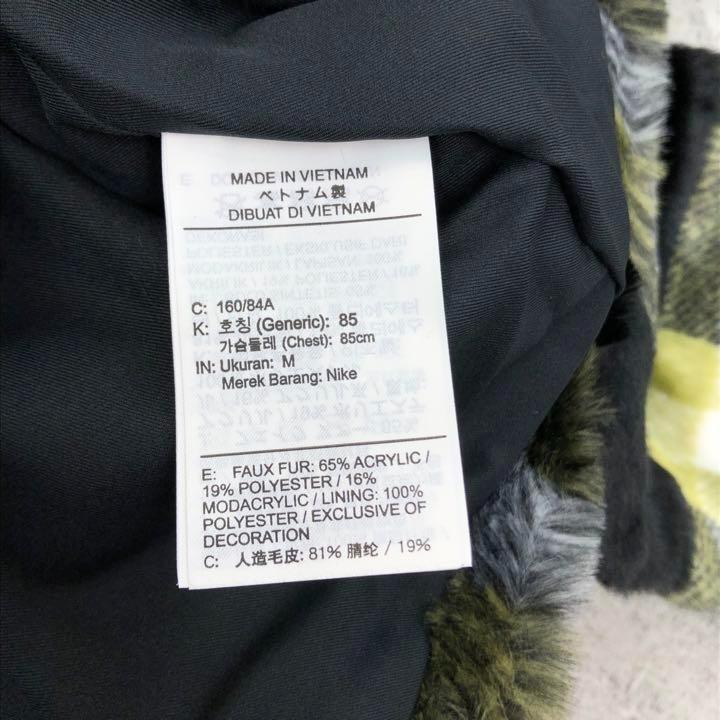 MADE IN VIETNAM
ベトナム製
DIBUAT DI VIETNAM
C: 160/84A
K: 호칭 (Generic): 85
가슴둘레 (Chest): 85cm
IN: Ukuran: M
Merek Barang: Nike
E: FAUX FUR: 65% ACRYLIC /
19% POLYESTER / 16%
MODACRYLIC / LINING: 100%
POLYESTER / EXCLUSIVE OF
DECORATION
C: 人造毛皮: 81% 腈纶 / 19%